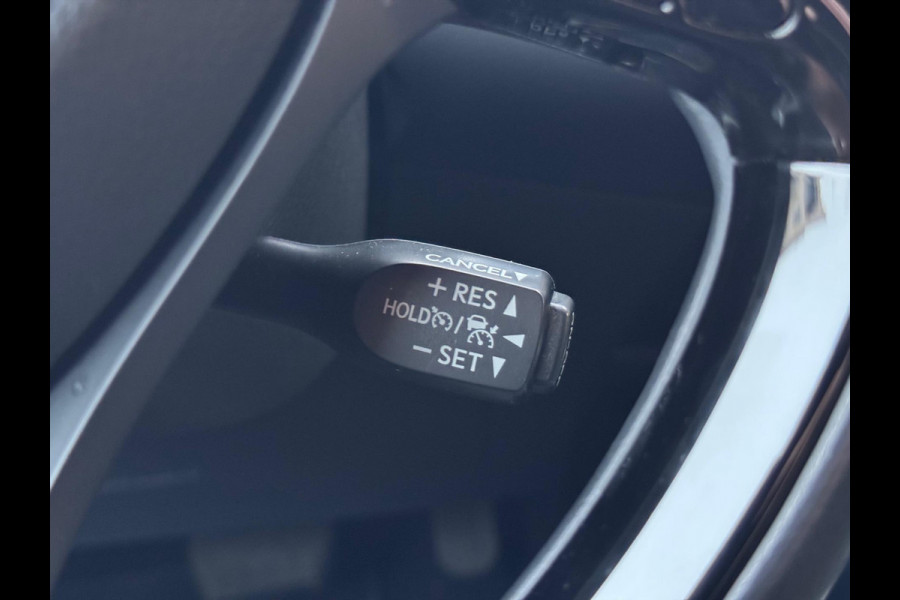 CANCEL▼
+ RES ▲
HOLD / ◀
− SET ▼